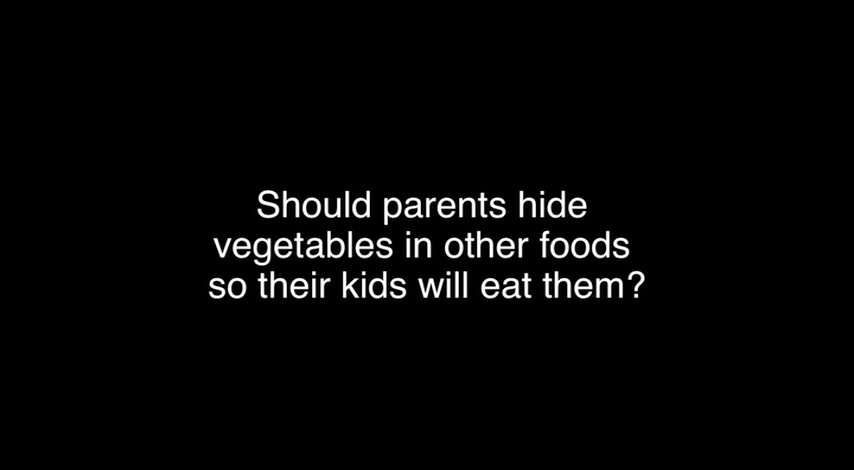 Should parents hide
vegetables in other foods
so their kids will eat them?